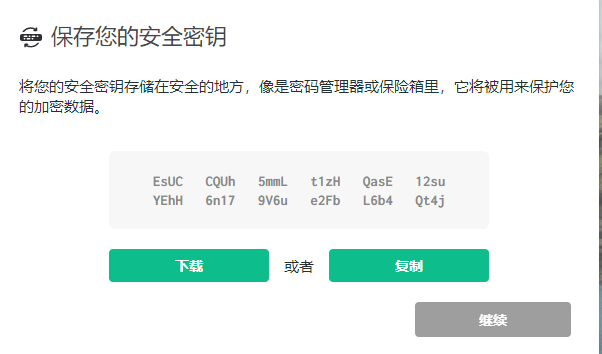 保存您的安全密钥
将您的安全密钥存储在安全的地方，像是密码管理器或保险箱里，它将被用来保护您
的加密数据。
EsUC CQUh 5mmL t1zH QasE 12su
YEhH 6n17 9V6u e2Fb L6b4 Qt4j
下载 或者 复制
继续